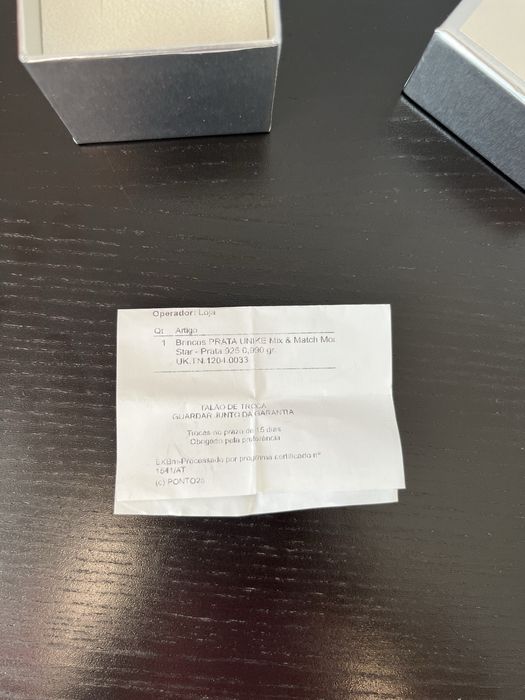 Operador: Loja
Qt Artigo
1 Brincos PRATA UNIKE Mix & Match Moi
Star - Prata 925 0,990 gr.
UK.TN.1204.0033
TALÃO DE TROCA
GUARDAR JUNTO DA GARANTIA
Trocas no prazo de 15 dias
Obrigado pela preferência
Processado por programa certificado nº
1641/AT
(c) PONTO25